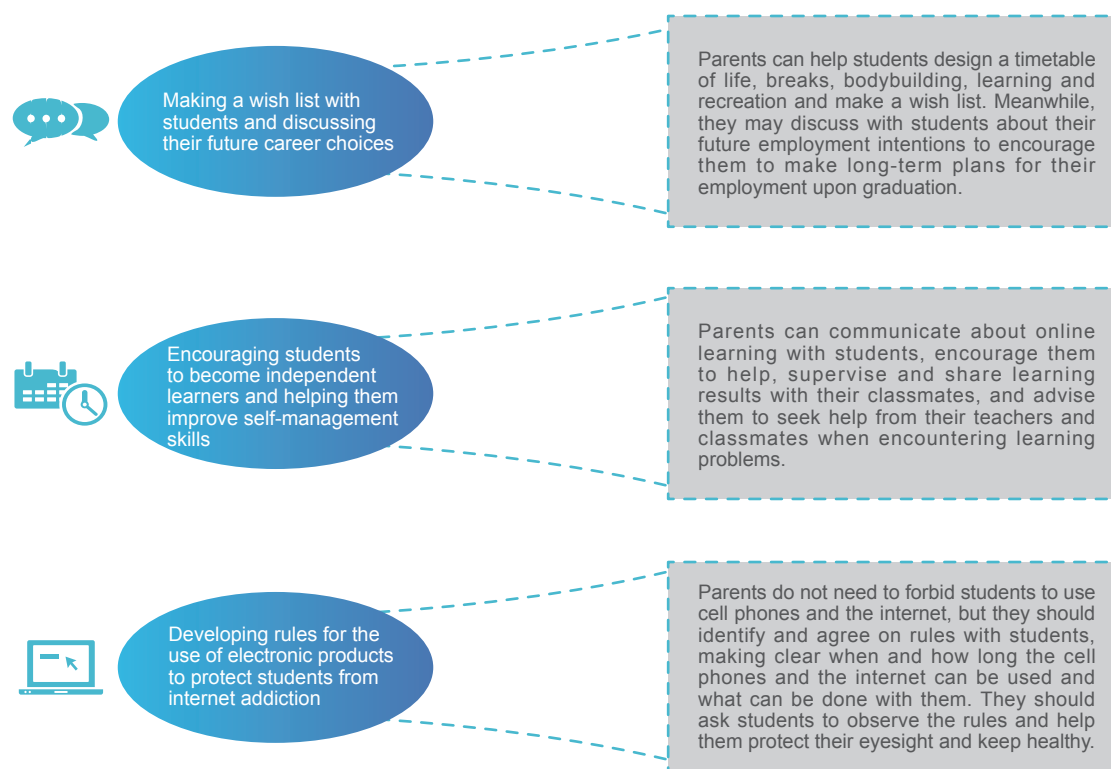 Making a wish list with
students and discussing
their future career choices
Parents can help students design a timetable
of life, breaks, bodybuilding, learning and
recreation and make a wish list. Meanwhile,
they may discuss with students about their
future employment intentions to encourage
them to make long-term plans for their
employment upon graduation.
Encouraging students
to become independent
learners and helping them
improve self-management
skills
Parents can communicate about online
learning with students, encourage them
to help, supervise and share learning
results with their classmates, and advise
them to seek help from their teachers and
classmates when encountering learning
problems.
Developing rules for the
use of electronic products
to protect students from
internet addiction
Parents do not need to forbid students to use
cell phones and the internet, but they should
identify and agree on rules with students,
making clear when and how long the cell
phones and the internet can be used and
what can be done with them. They should
ask students to observe the rules and help
them protect their eyesight and keep healthy.